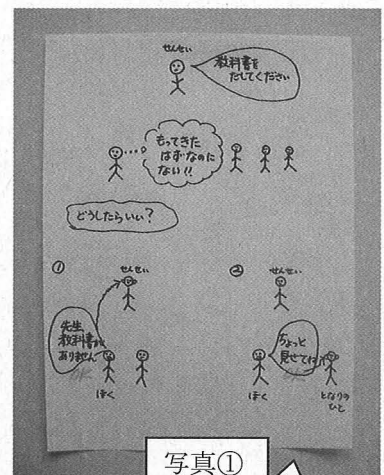 せんせい
教科書を
だしてください
もってきた
はずなのに
ない!!
どうしたらいい?
①
せんせい
先生
教科書が
ありません
OK
ぼく
②
せんせい
ちょっと
見せて
ぼく
となりの
ひと
写真①